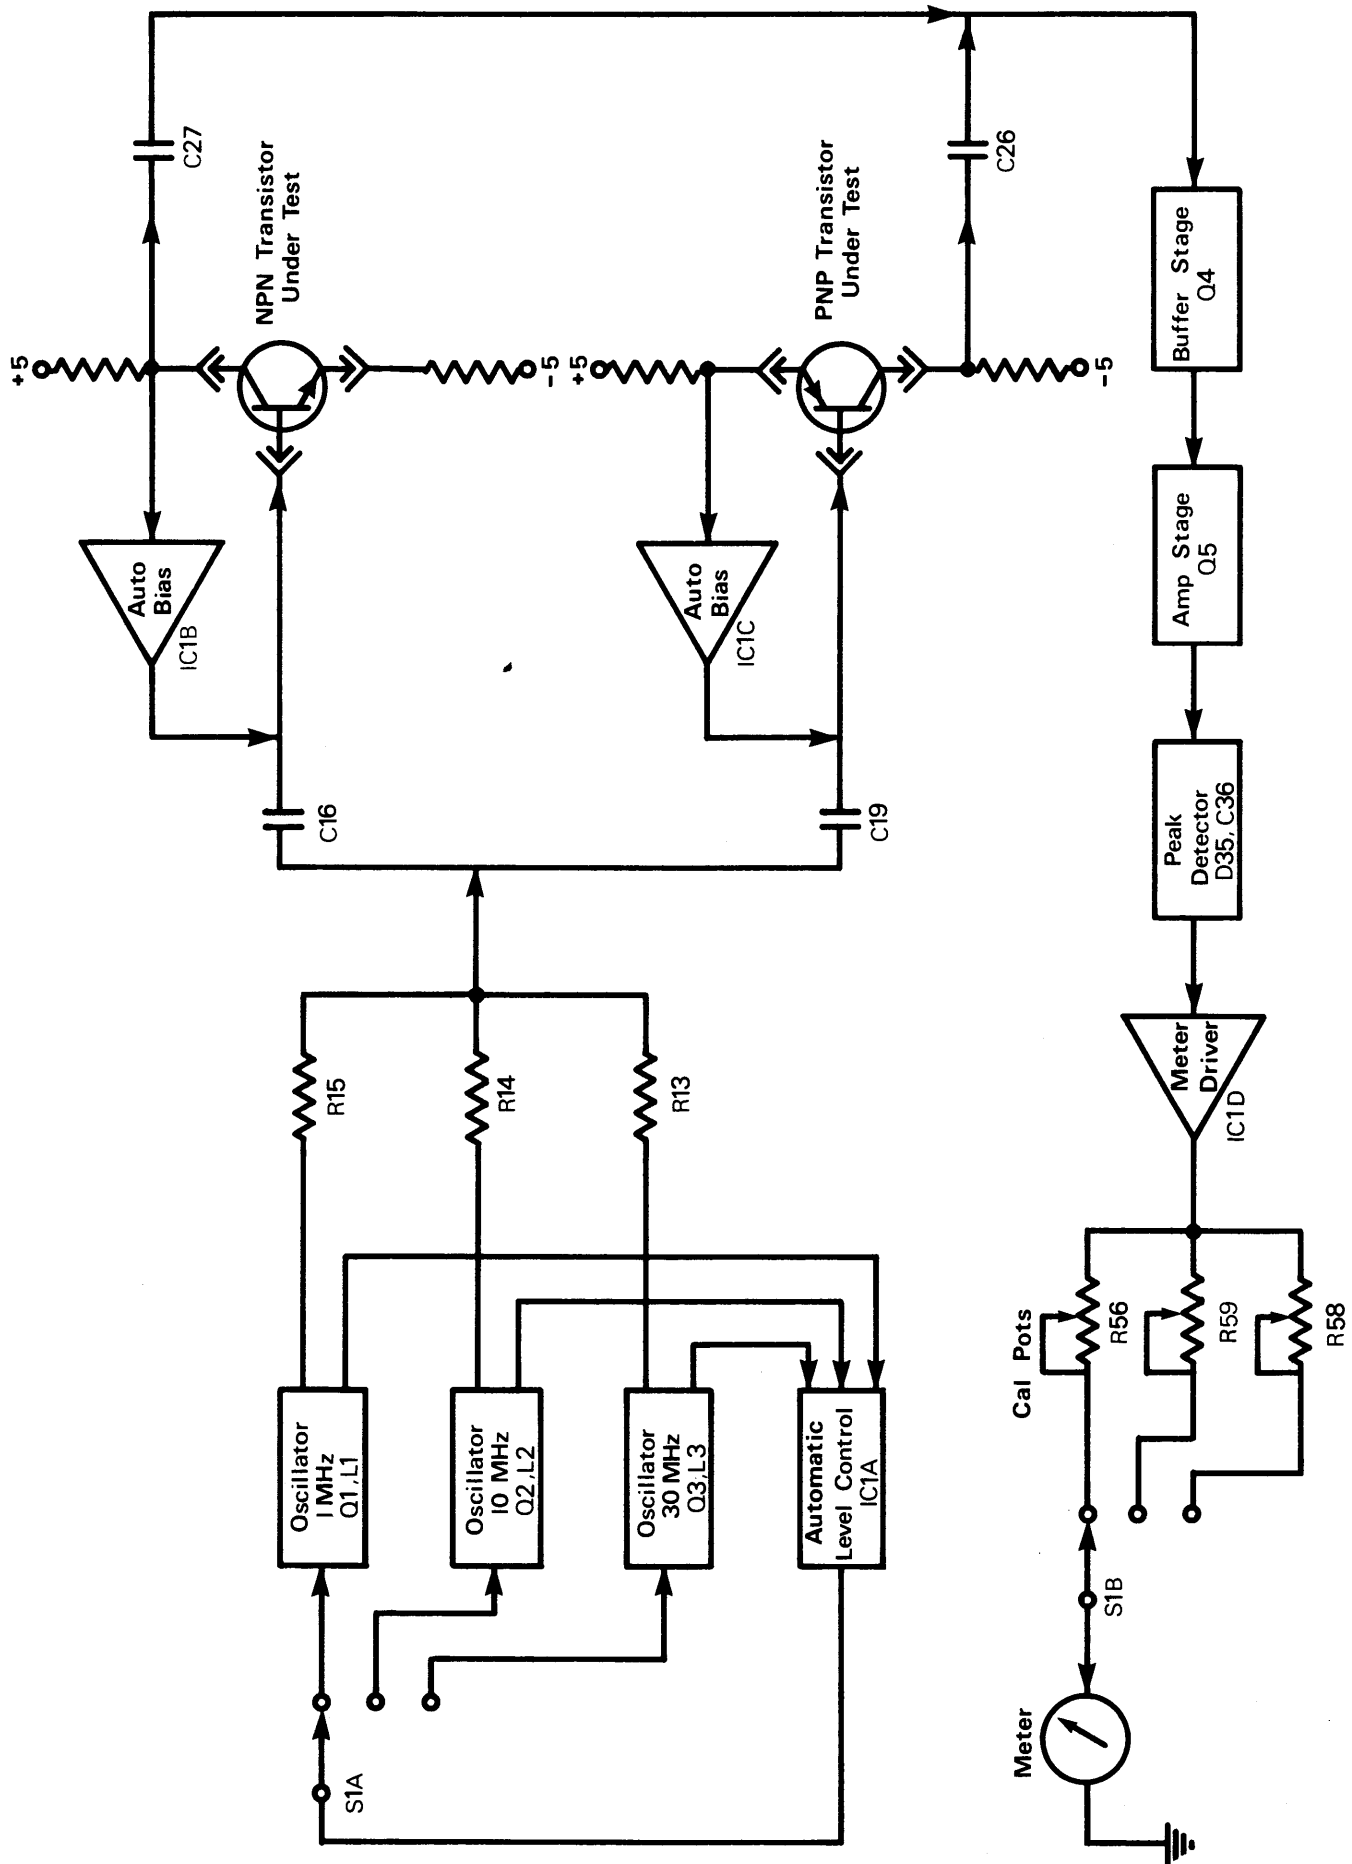 +5
C27
NPN Transistor
Under Test
-5
Auto
Bias
IC1B
C16
+5
PNP Transistor
Under Test
C26
-5
Auto
Bias
IC1C
C19
R15
R14
R13
Oscillator
1 MHz
Q1, L1
Oscillator
10 MHz
Q2, L2
Oscillator
30 MHz
Q3, L3
Automatic
Level Control
IC1A
S1A
Buffer Stage
Q4
Amp Stage
Q5
Peak
Detector
D35, C36
Meter
Driver
IC1D
Cal Pots
R56
R59
R58
S1B
Meter